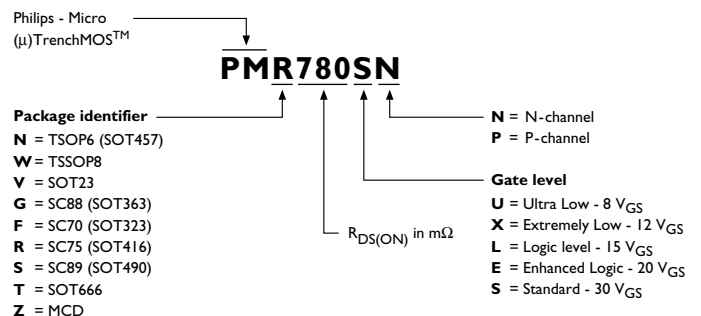 Philips - Micro
(μ)TrenchMOS™
PMR780SN
Package identifier
N = TSOP6 (SOT457)
W = TSSOP8
V = SOT23
G = SC88 (SOT363)
F = SC70 (SOT323)
R = SC75 (SOT416)
S = SC89 (SOT490)
T = SOT666
Z = MCD
RDS(ON) in mΩ
N = N-channel
P = P-channel
Gate level
U = Ultra Low - 8 VGS
X = Extremely Low - 12 VGS
L = Logic level - 15 VGS
E = Enhanced Logic - 20 VGS
S = Standard - 30 VGS